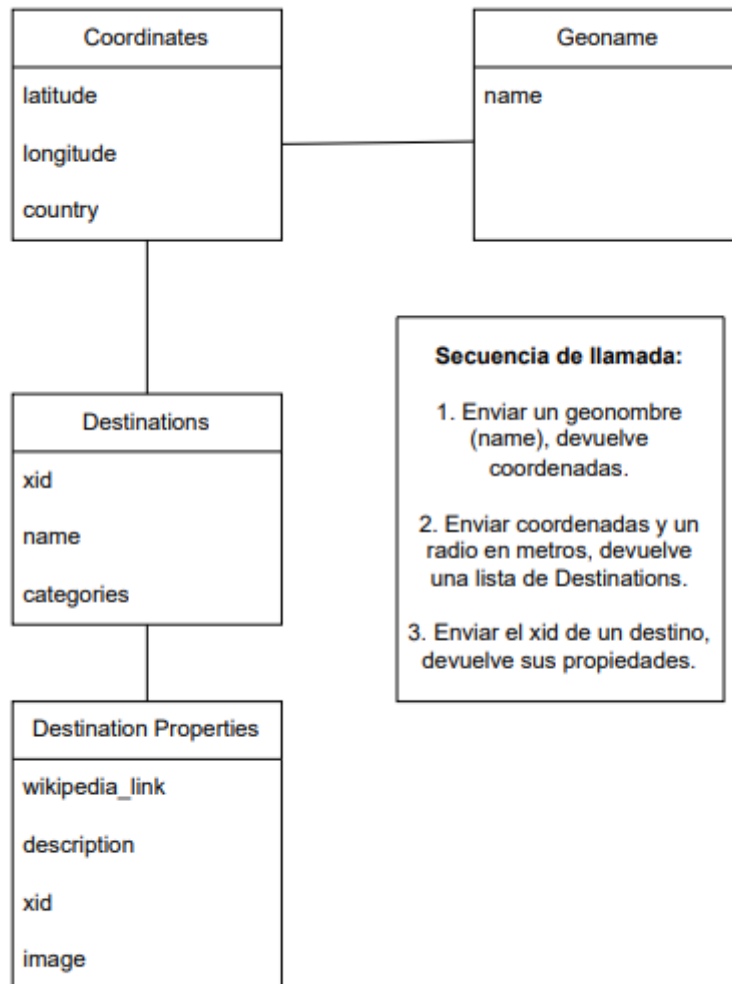 Coordinates
latitude
longitude
country
Geoname
name
Destinations
xid
name
categories
Destination Properties
wikipedia_link
description
xid
image
Secuencia de llamada:
1. Enviar un geonombre
(name), devuelve
coordenadas.
2. Enviar coordenadas y un
radio en metros, devuelve
una lista de Destinations.
3. Enviar el xid de un destino,
devuelve sus propiedades.